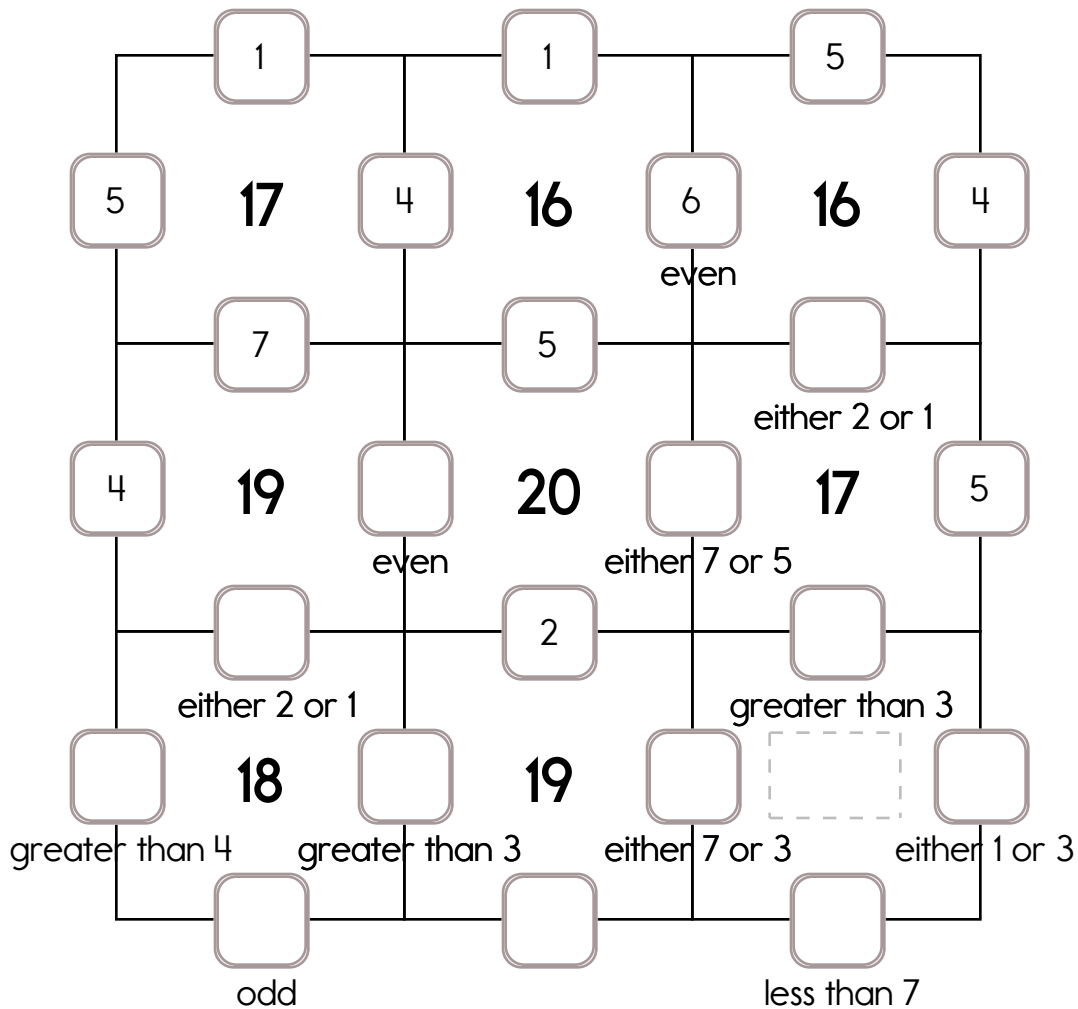 1 1 5
5 17 4 16 6 16 4
even
7 5
either 2 or 1
4 19 20 17 5
even either 7 or 5
2
either 2 or 1 greater than 3
18 19
greater than 4 greater than 3 either 7 or 3 either 1 or 3
odd less than 7